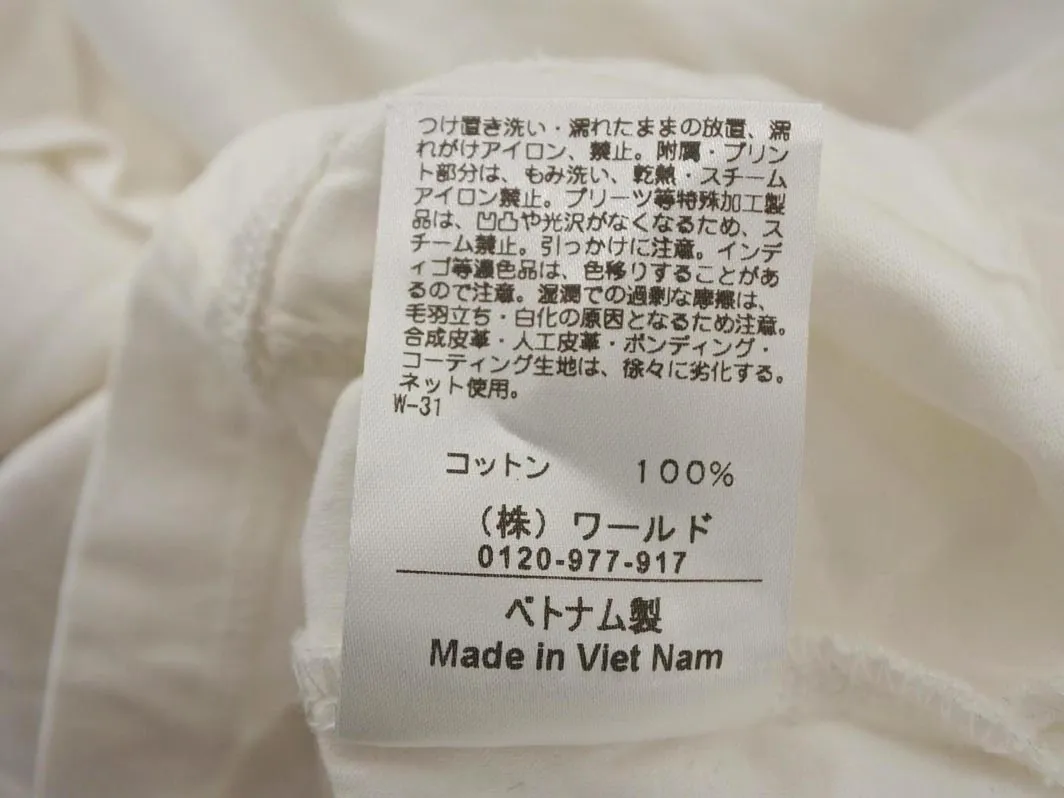 つけ置き洗い・濡れたままの放置、濡
れがけアイロン、禁止。附属・プリン
ト部分は、もみ洗い、乾熱・スチーム
アイロン禁止。プリーツ等特殊加工製
品は、凹凸や光沢がなくなるため、ス
チーム禁止。引っかけに注意。インデ
ィゴ等濃色品は、色移りすることがあ
るので注意。湿潤での過剰な摩擦は、
毛羽立ち・白化の原因となるため注意。
合成皮革・人工皮革・ボンディング・
コーティング生地は、徐々に劣化する。
ネット使用。
W-31
コットン 100%
（株）ワールド
0120-977-917
ベトナム製
Made in Viet Nam